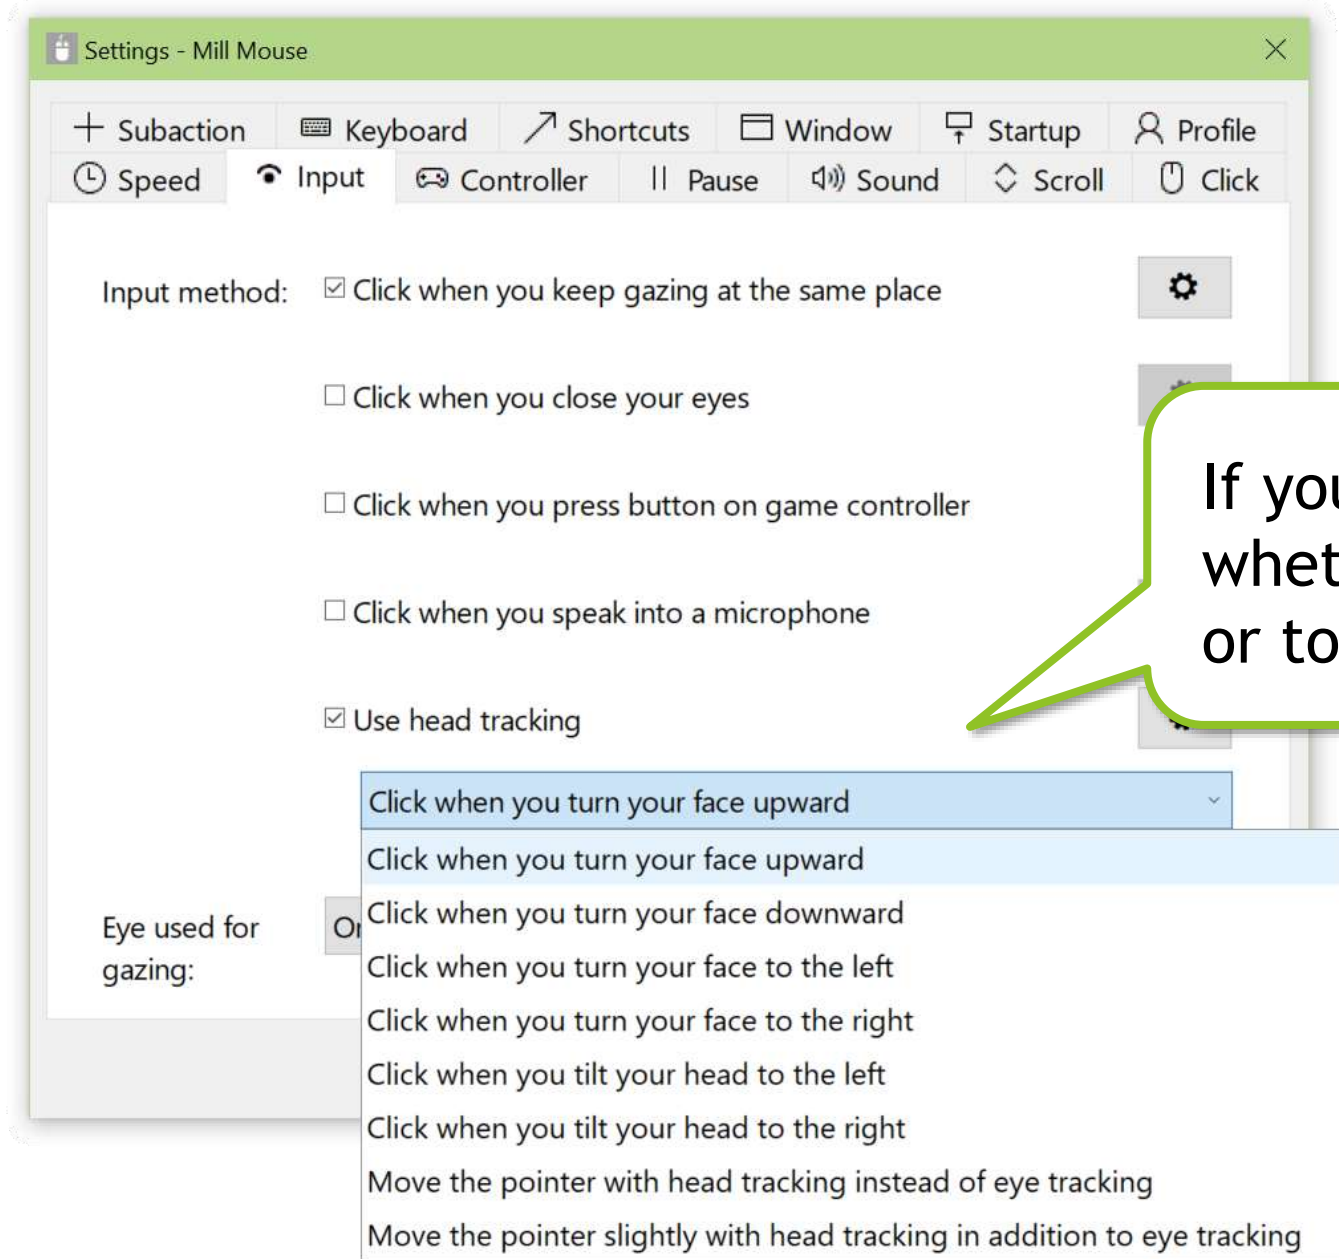 Settings - Mill Mouse
Subaction Keyboard Shortcuts Window Startup Profile
Speed Input Controller Pause Sound Scroll Click
Input method: Click when you keep gazing at the same place
Click when you close your eyes
Click when you press button on game controller
Click when you speak into a microphone
Use head tracking
If you
or to
Click when you turn your face upward
Click when you turn your face upward
Click when you turn your face downward
Click when you turn your face to the left
Click when you turn your face to the right
Click when you tilt your head to the left
Click when you tilt your head to the right
Move the pointer with head tracking instead of eye tracking
Move the pointer slightly with head tracking in addition to eye tracking
Eye used for
gazing: